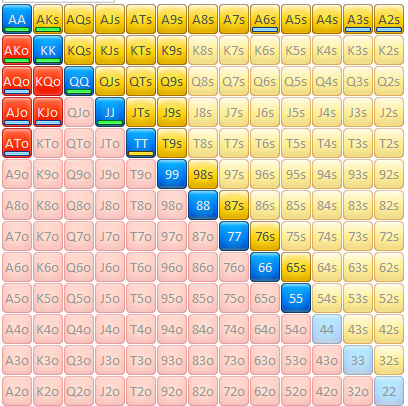 AA AKs AQs AJs ATs A9s A8s A7s A6s A5s A4s A3s A2s
AKo KK KQs KJs KTs K9s K8s K7s K6s K5s K4s K3s K2s
AQo KQo QQ QJs QTs Q9s Q8s Q7s Q6s Q5s Q4s Q3s Q2s
AJo KJo QJo JJ JTs J9s J8s J7s J6s J5s J4s J3s J2s
ATo KTo QTo JTo TT T9s T8s T7s T6s T5s T4s T3s T2s
A9o K9o Q9o J9o T9o 99 98s 97s 96s 95s 94s 93s 92s
A8o K8o Q8o J8o T8o 98o 88 87s 86s 85s 84s 83s 82s
A7o K7o Q7o J7o T7o 97o 87o 77 76s 75s 74s 73s 72s
A6o K6o Q6o J6o T6o 96o 86o 76o 66 65s 64s 63s 62s
A5o K5o Q5o J5o T5o 95o 85o 75o 65o 55 54s 53s 52s
A4o K4o Q4o J4o T4o 94o 84o 74o 64o 54o 44 43s 42s
A3o K3o Q3o J3o T3o 93o 83o 73o 63o 53o 43o 33 32s
A2o K2o Q2o J2o T2o 92o 82o 72o 62o 52o 42o 32o 22